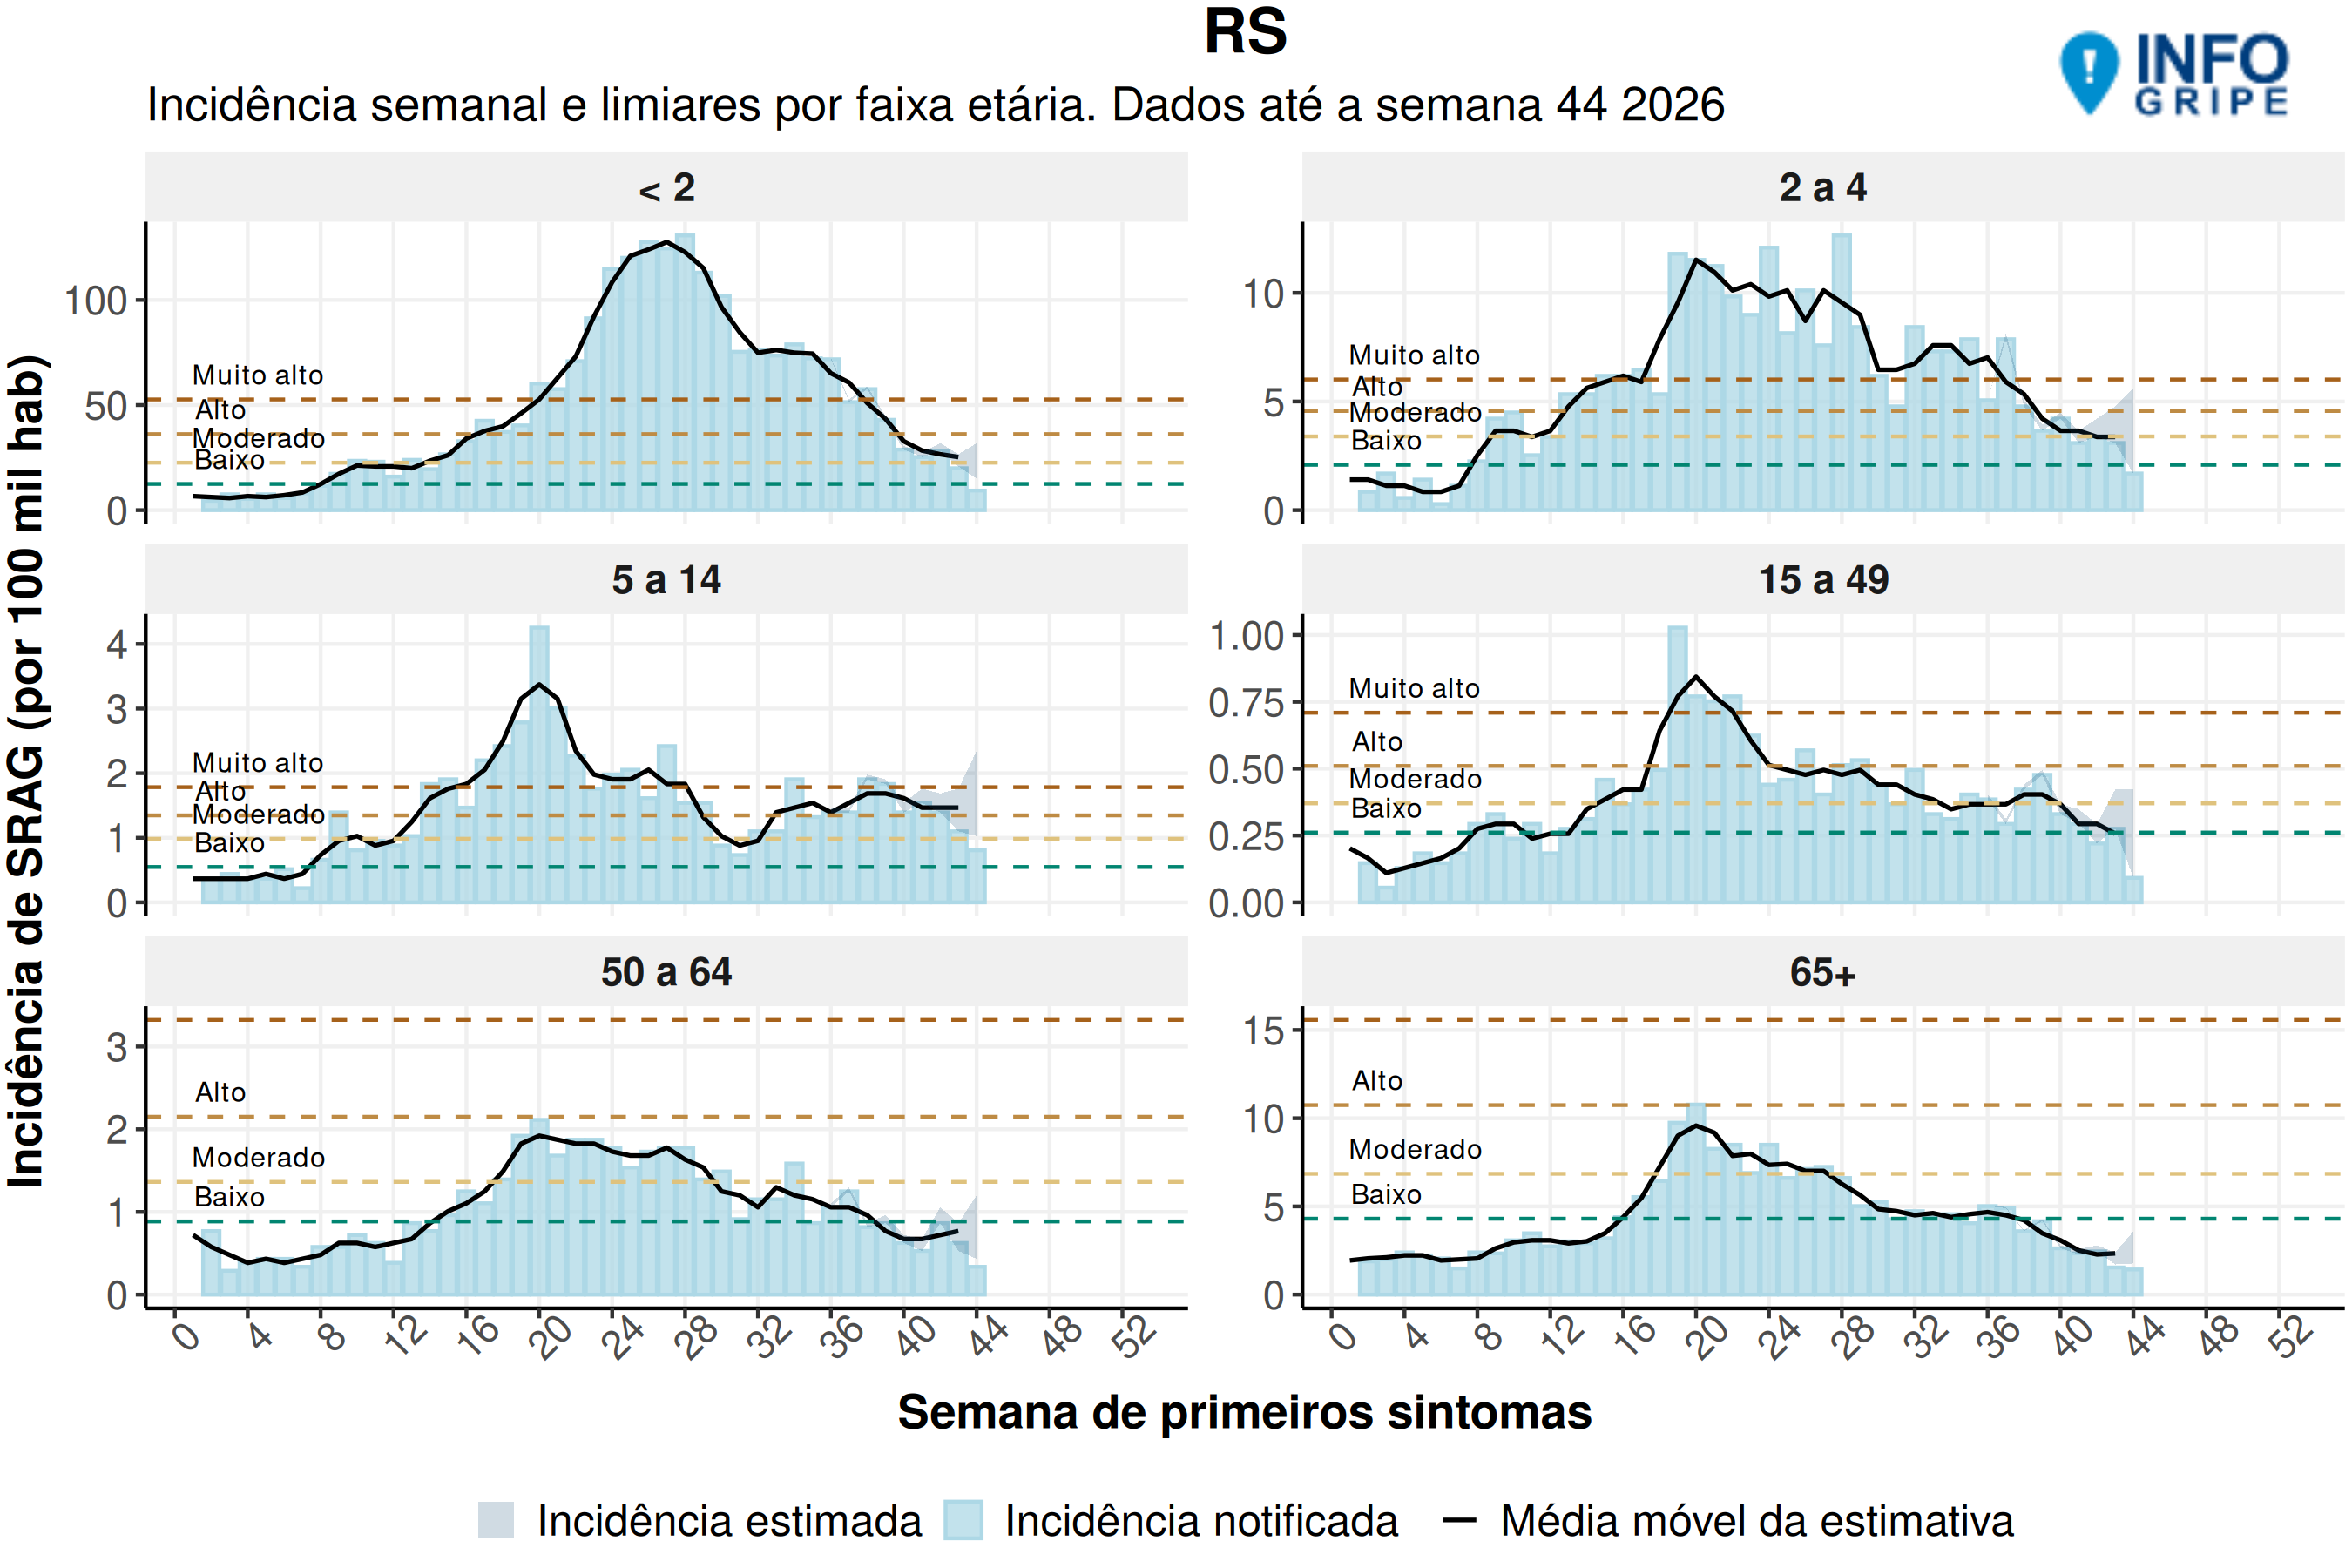 RS
INFO
GRIPE
Incidência semanal e limiares por faixa etária. Dados até a semana 44 2026
Incidência de SRAG (por 100 mil hab)
< 2
100
50
0
Muito alto
Alto
Moderado
Baixo
2 a 4
10
5
0
Muito alto
Alto
Moderado
Baixo
5 a 14
4
3
2
1
0
Muito alto
Alto
Moderado
Baixo
15 a 49
1.00
0.75
0.50
0.25
0.00
Muito alto
Alto
Moderado
Baixo
50 a 64
3
2
1
0
Alto
Moderado
Baixo
0 4 8 12 16 20 24 28 32 36 40 44 48 52
65+
15
10
5
0
Alto
Moderado
Baixo
0 4 8 12 16 20 24 28 32 36 40 44 48 52
Semana de primeiros sintomas
Incidência estimada Incidência notificada Média móvel da estimativa